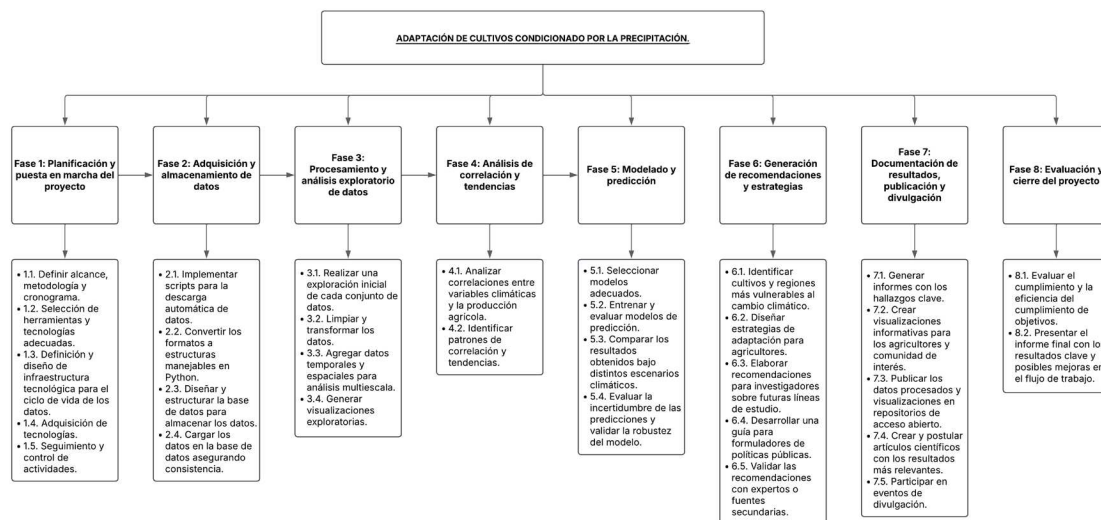 ADAPTACIÓN DE CULTIVOS CONDICIONADO POR LA PRECIPITACIÓN.
Fase 1: Planificación y
puesta en marcha del
proyecto
Fase 2: Adquisición y
almacenamiento de
datos
Fase 3:
Procesamiento y
análisis exploratorio
de datos
Fase 4: Análisis de
correlación y
tendencias
Fase 5: Modelado y
predicción
Fase 6: Generación
de recomendaciones
y estrategias
Fase 7:
Documentación de
resultados,
publicación y
divulgación
Fase 8: Evaluación y
cierre del proyecto
• 1.1. Definir alcance,
metodología y
cronograma.
• 1.2. Selección de
herramientas y
tecnologías
adecuadas.
• 1.3. Definición y
diseño de
infraestructura
tecnológica para el
ciclo de vida de los
datos.
• 1.4. Adquisición de
tecnologías.
• 1.5. Seguimiento y
control de
actividades.
• 2.1. Implementar
scripts para la
descarga
automática de
datos.
• 2.2. Convertir los
formatos a
estructuras
manejables en
Python.
• 2.3. Diseñar y
estructurar la base
de datos para
almacenar los datos.
• 2.4. Cargar los
datos en la base de
datos asegurando
consistencia.
• 3.1. Realizar una
exploración inicial
de cada conjunto de
datos.
• 3.2. Limpiar y
transformar los
datos.
• 3.3. Agregar datos
temporales y
espaciales para
análisis multiescala.
• 3.4. Generar
visualizaciones
exploratorias.
• 4.1. Analizar
correlaciones entre
variables climáticas
y la producción
agrícola.
• 4.2. Identificar
patrones de
correlación y
tendencias.
• 5.1. Seleccionar
modelos
adecuados.
• 5.2. Entrenar y
evaluar modelos de
predicción.
• 5.3. Comparar los
resultados
obtenidos bajo
distintos escenarios
climáticos.
• 5.4. Evaluar la
incertidumbre de las
predicciones y
validar la robustez
del modelo.
• 6.1. Identificar
cultivos y regiones
más vulnerables al
cambio climático.
• 6.2. Diseñar
estrategias de
adaptación para
agricultores.
• 6.3. Elaborar
recomendaciones
para investigadores
sobre futuras líneas
de estudio.
• 6.4. Desarrollar una
guía para
formuladores de
políticas públicas.
• 6.5. Validar las
recomendaciones
con expertos o
fuentes
secundarias.
• 7.1. Generar
informes con los
hallazgos clave.
• 7.2. Crear
visualizaciones
informativas para
los agricultores y
comunidad de
interés.
• 7.3. Publicar los
datos procesados y
visualizaciones en
repositorios de
acceso abierto.
• 7.4. Crear y postular
artículos científicos
con los resultados
más relevantes.
• 7.5. Participar en
eventos de
divulgación.
• 8.1. Evaluar el
cumplimiento y la
eficiencia del
cumplimiento de
objetivos.
• 8.2. Presentar el
informe final con lo
resultados clave y
posibles mejoras en
el flujo de trabajo.